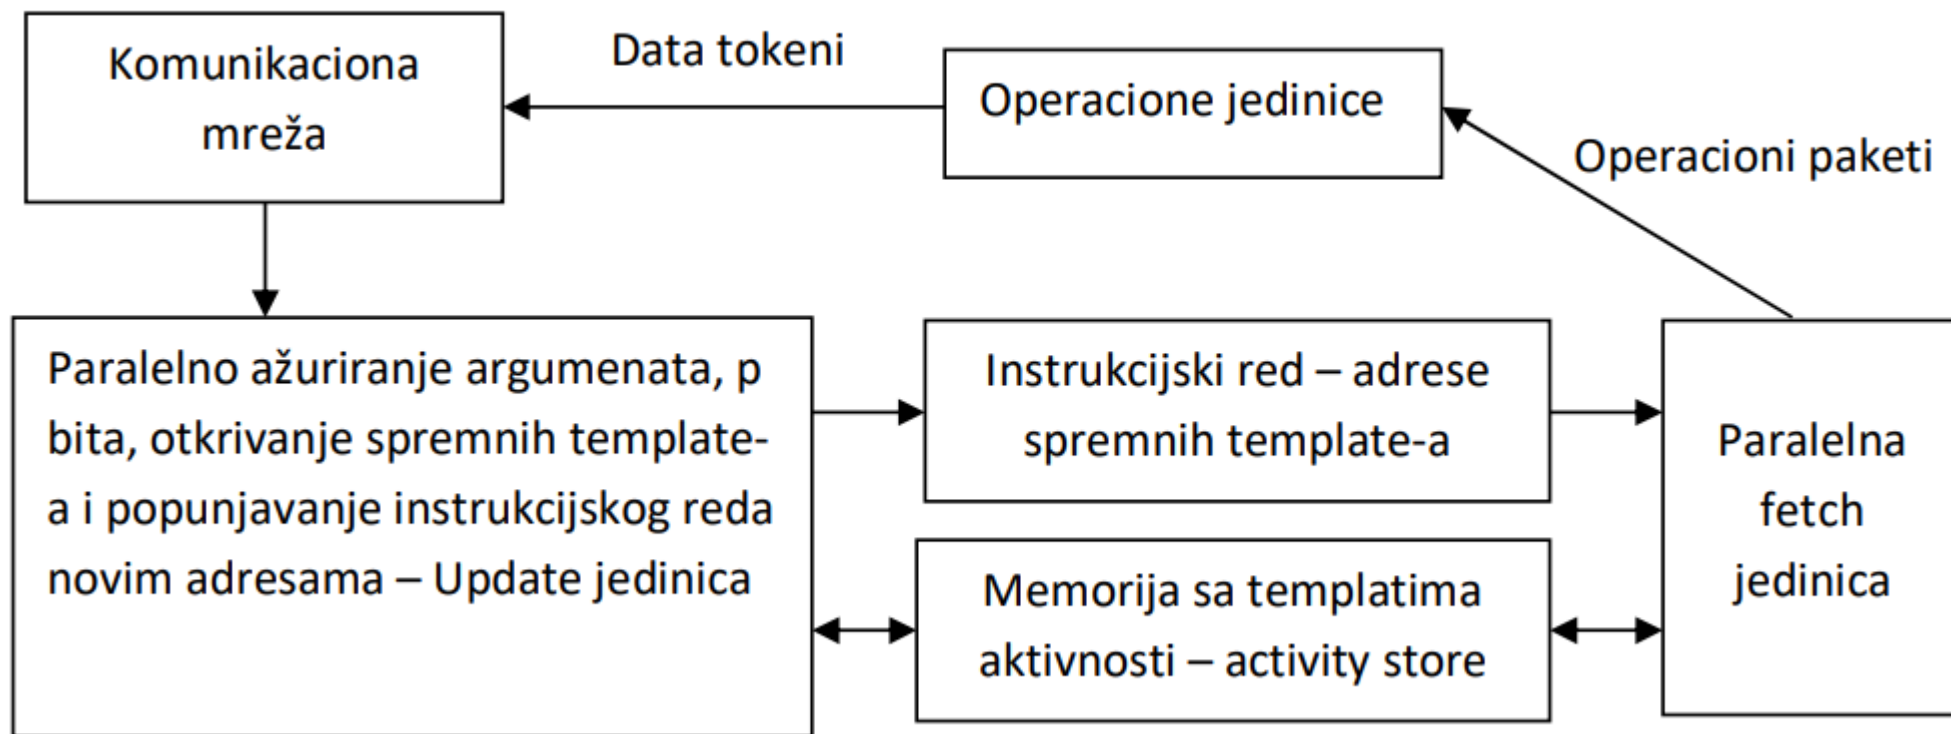 Komunikaciona
mreža
Data tokeni
Operacione jedinice
Operacioni paketi
Paralelno ažuriranje argumenata, p
bita, otkrivanje spremnih template-
a i popunjavanje instrukcijskog reda
novim adresama – Update jedinica
Instrukcijski red – adrese
spremnih template-a
Memorija sa templatima
aktivnosti – activity store
Paralelna
fetch
jedinica